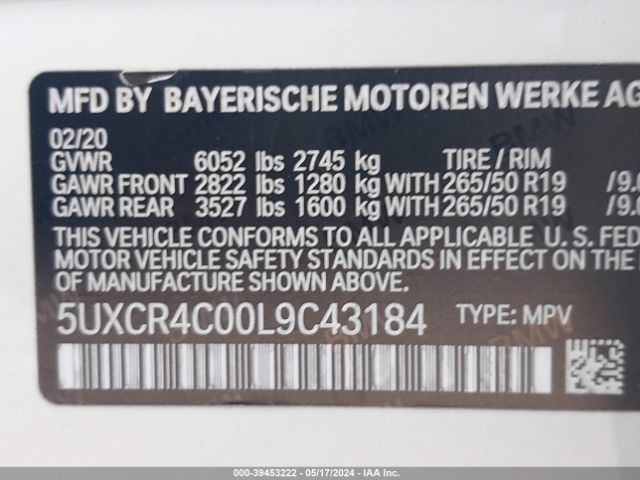 MFD BY BAYERISCHE MOTOREN WERKE AG
02/20
GVWR 6052 lbs 2745 kg TIRE / RIM
GAWR FRONT 2822 lbs 1280 kg WITH 265/50 R19
GAWR REAR 3527 lbs 1600 kg WITH 265/50 R19
THIS VEHICLE CONFORMS TO ALL APPLICABLE U. S. FED
MOTOR VEHICLE SAFETY STANDARDS IN EFFECT ON THE
OF MANUFACTURE SHOWN ABOVE.
5UXCR4C00L9C43184 TYPE: MPV
000-39453222 - 05/17/2024 - IAAI.COM